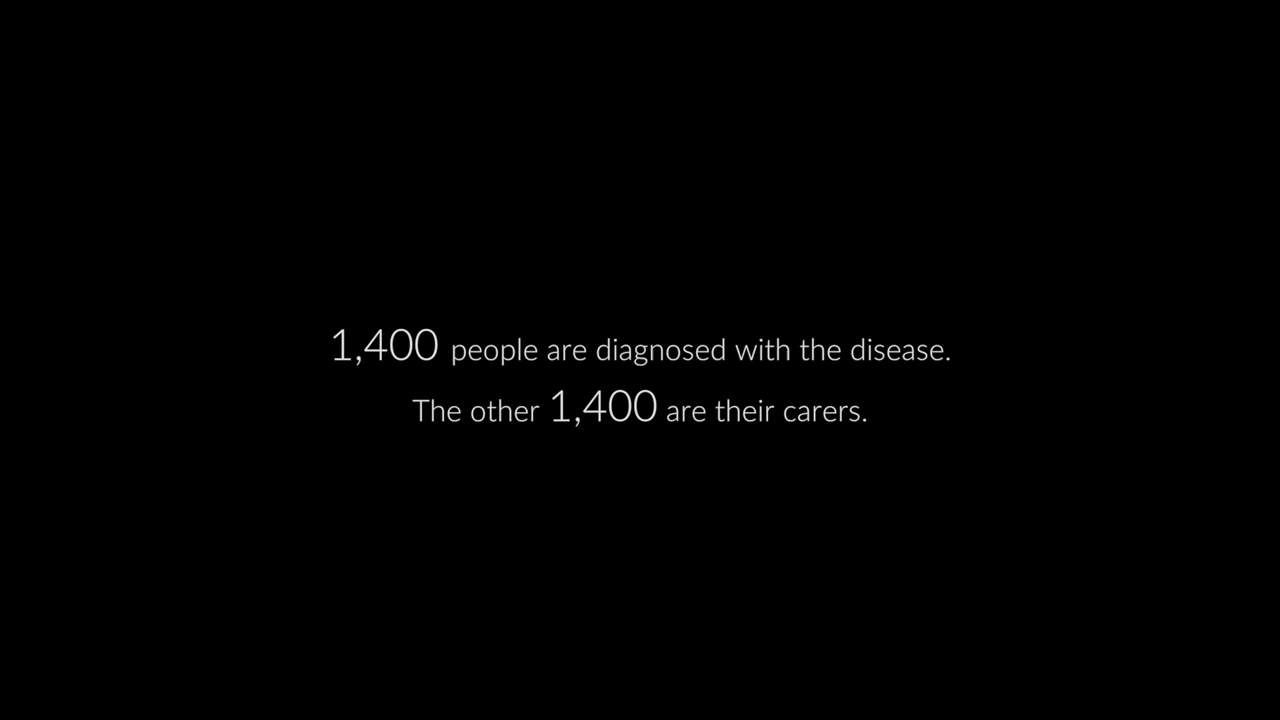 1,400 people are diagnosed with the disease.
The other 1,400 are their carers.